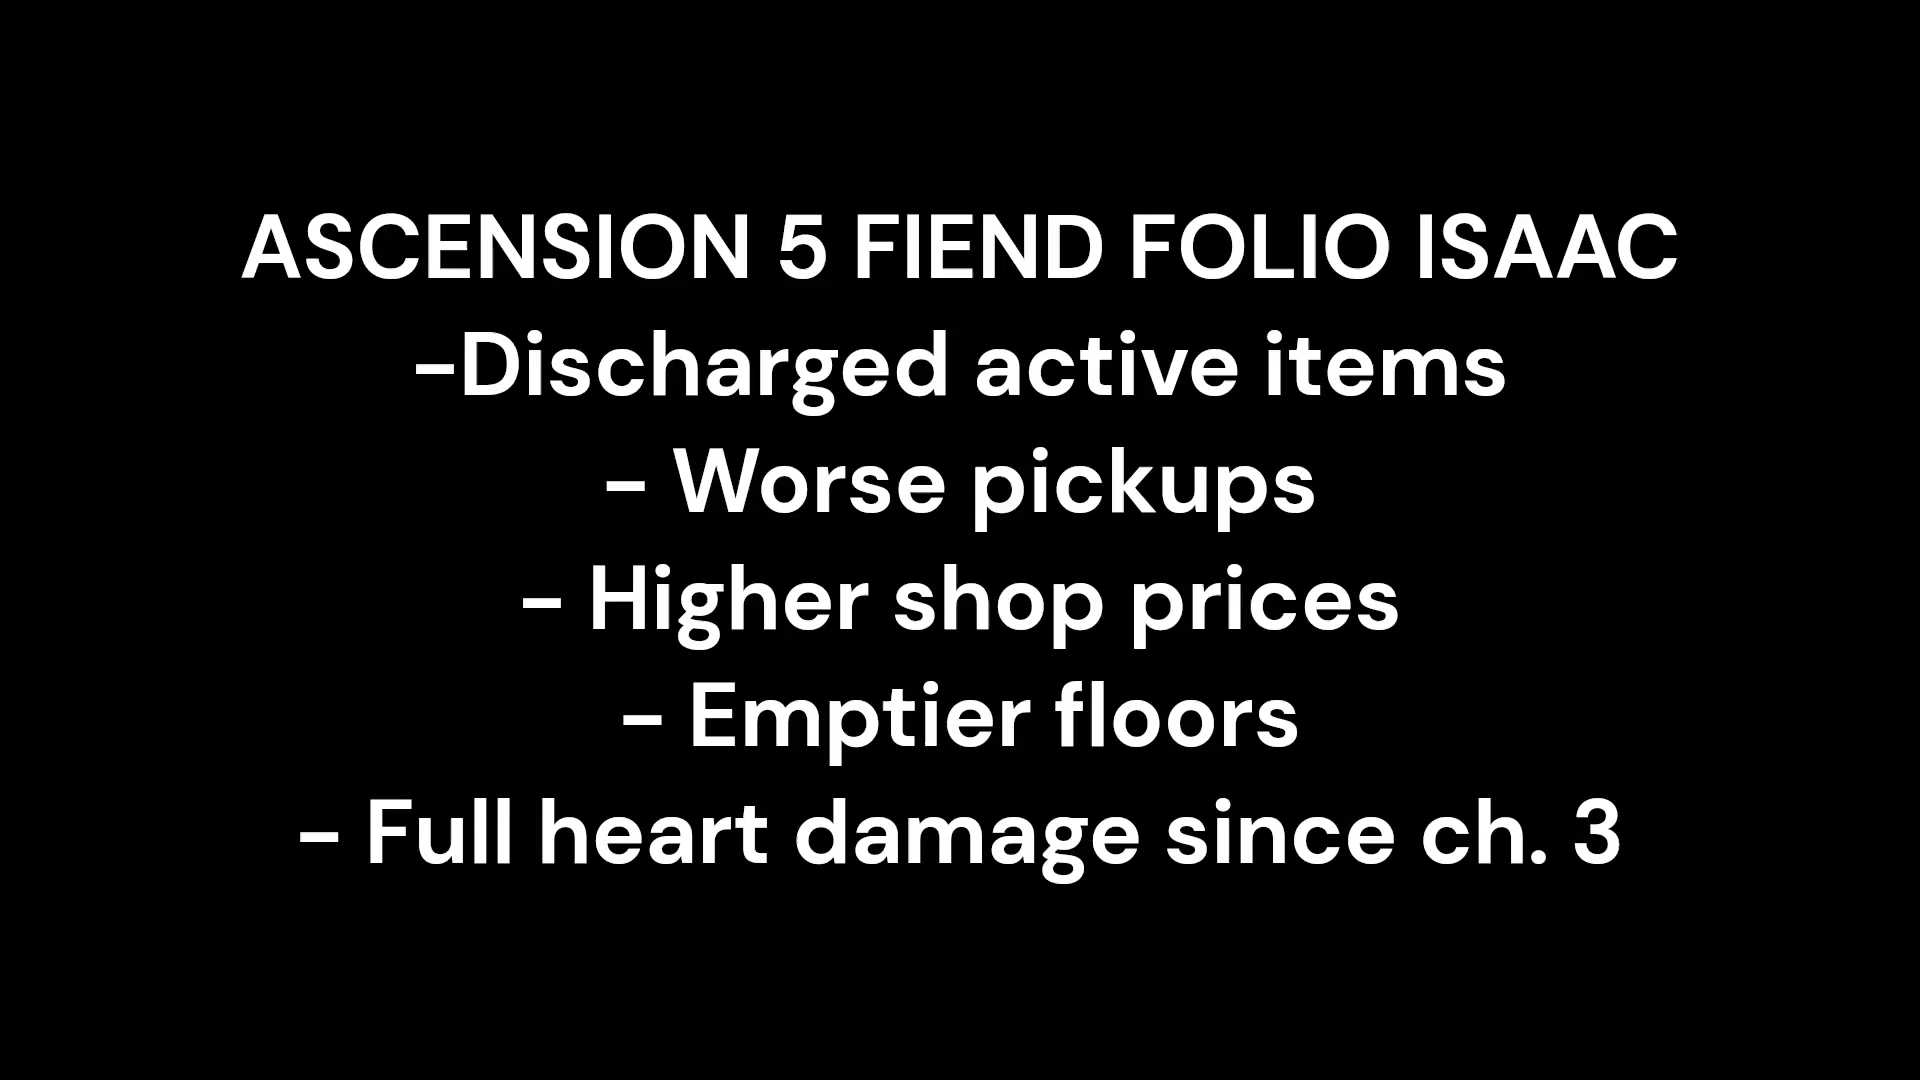 ASCENSION 5 FIEND FOLIO ISAAC
-Discharged active items
- Worse pickups
- Higher shop prices
- Emptier floors
- Full heart damage since ch. 3